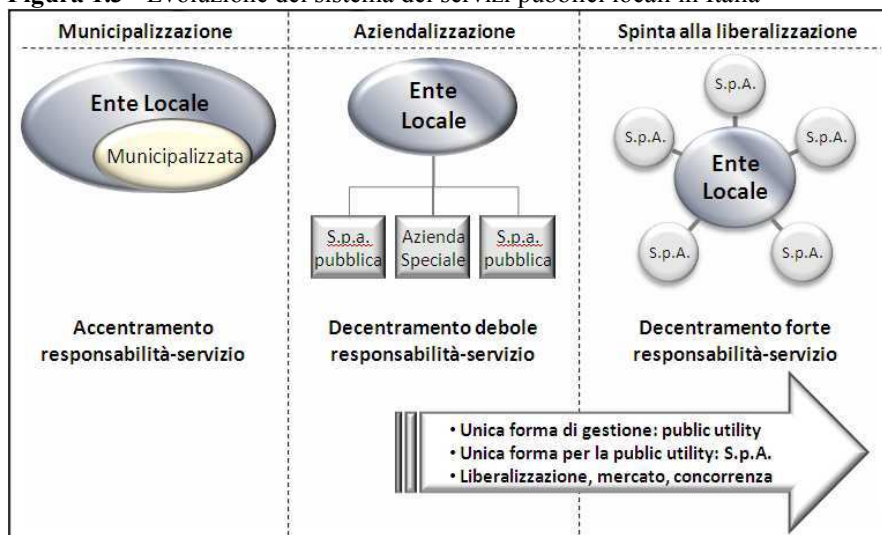 Figura 1.3 - Evoluzione del sistema dei servizi pubblici locali in Italia
Municipalizzazione
Ente Locale
Municipalizzata
Accentramento
responsabilità-servizio
Aziendalizzazione
Ente
Locale
S.p.a.
pubblica
Azienda
Speciale
S.p.a.
pubblica
Decentramento debole
responsabilità-servizio
Spinta alla liberalizzazione
S.p.A.
S.p.A.
S.p.A.
Ente
Locale
S.p.A.
S.p.A.
Decentramento forte
responsabilità-servizio
• Unica forma di gestione: public utility
• Unica forma per la public utility: S.p.A.
• Liberalizzazione, mercato, concorrenza